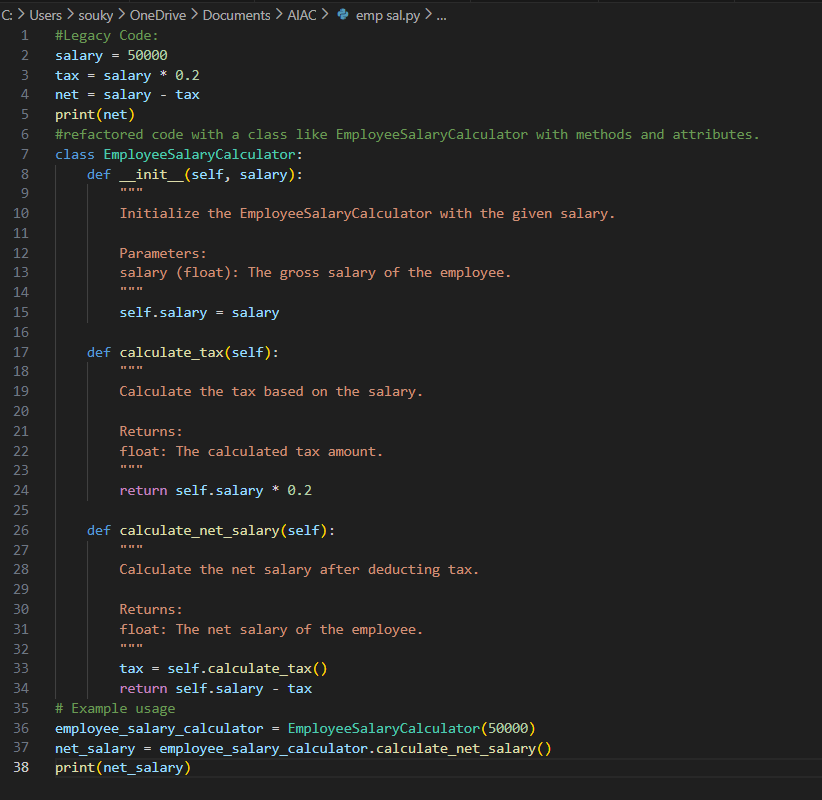 C: > Users > souky > OneDrive > Documents > AIAC > emp sal.py > ...
1 #Legacy Code:
2 salary = 50000
3 tax = salary * 0.2
4 net = salary - tax
5 print(net)
6 #refactored code with a class like EmployeeSalaryCalculator with methods and attributes.
7 class EmployeeSalaryCalculator:
8     def __init__(self, salary):
9         """
10         Initialize the EmployeeSalaryCalculator with the given salary.
11
12         Parameters:
13         salary (float): The gross salary of the employee.
14         """
15         self.salary = salary
16
17     def calculate_tax(self):
18         """
19         Calculate the tax based on the salary.
20
21         Returns:
22         float: The calculated tax amount.
23         """
24         return self.salary * 0.2
25
26     def calculate_net_salary(self):
27         """
28         Calculate the net salary after deducting tax.
29
30         Returns:
31         float: The net salary of the employee.
32         """
33         tax = self.calculate_tax()
34         return self.salary - tax
35 # Example usage
36 employee_salary_calculator = EmployeeSalaryCalculator(50000)
37 net_salary = employee_salary_calculator.calculate_net_salary()
38 print(net_salary)